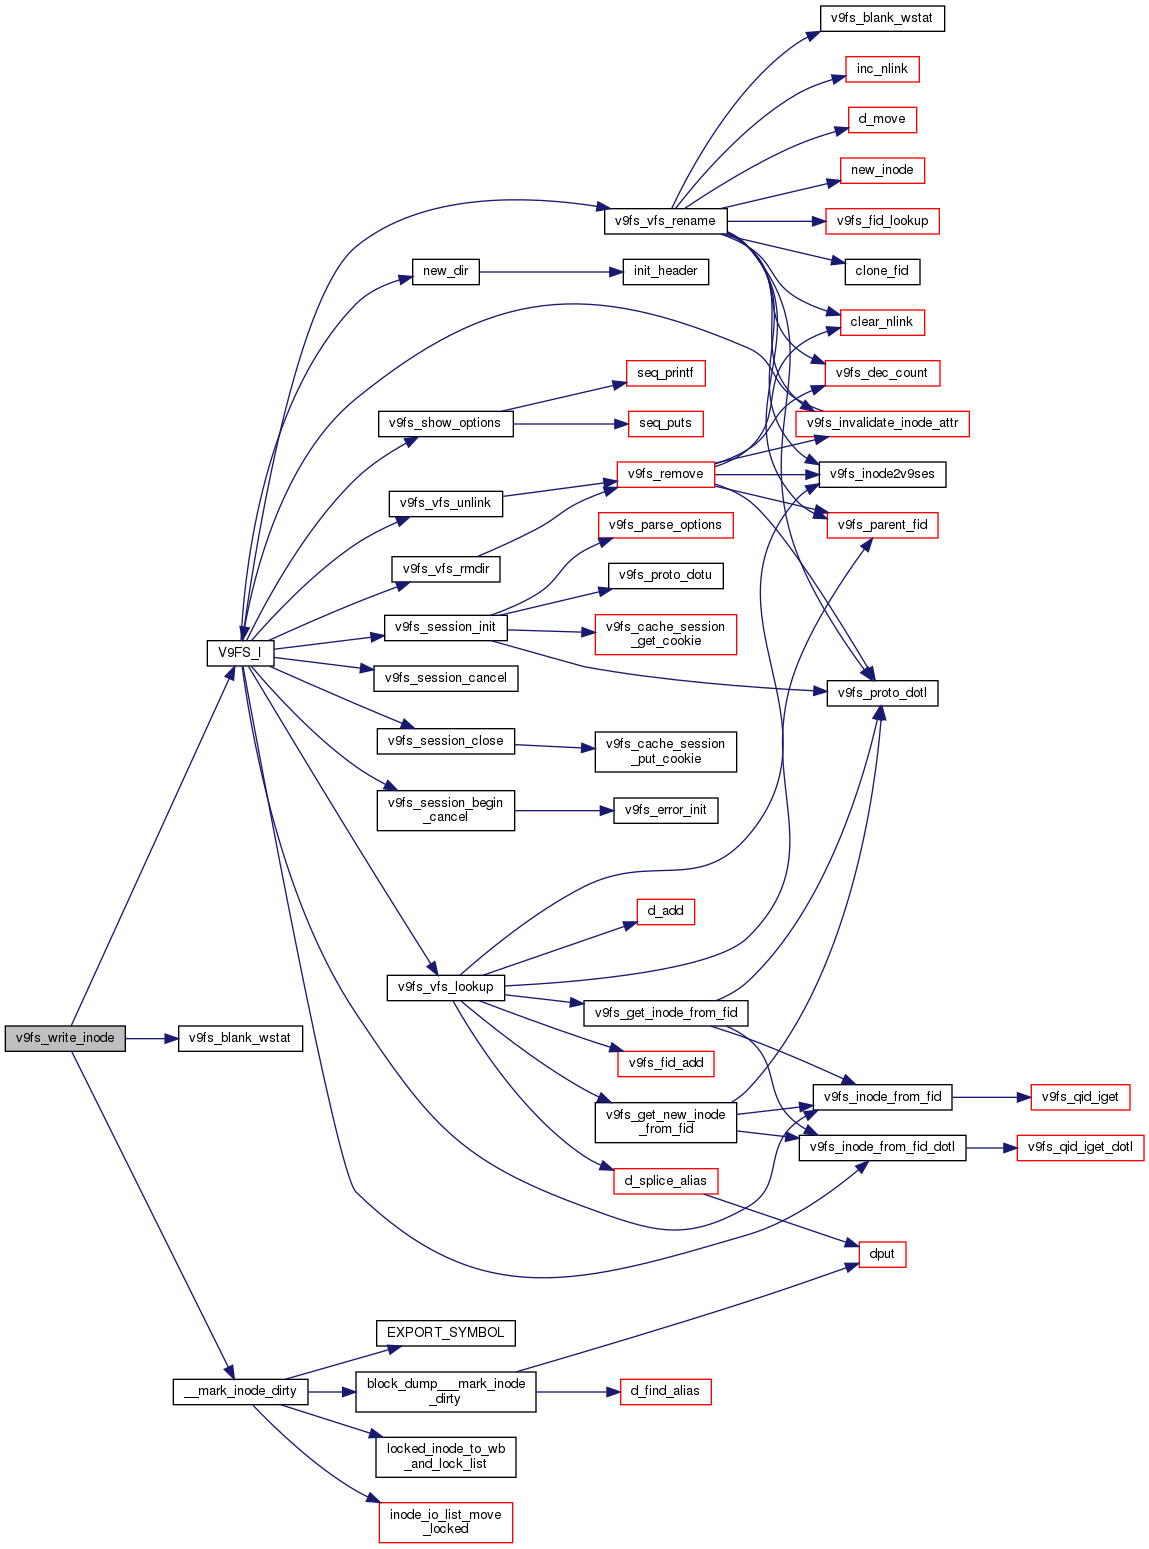 v9fs_blank_wstat
inc_nlink
d_move
new_inode
v9fs_vfs_rename
v9fs_fid_lookup
new_dir
init_header
clone_fid
clear_nlink
seq_printf
v9fs_dec_count
v9fs_show_options
seq_puts
v9fs_invalidate_inode_attr
v9fs_remove
v9fs_inode2v9ses
v9fs_vfs_unlink
v9fs_parse_options
v9fs_parent_fid
v9fs_vfs_rmdir
v9fs_proto_dotu
v9fs_session_init
v9fs_cache_session
_get_cookie
V9FS_I
v9fs_session_cancel
v9fs_proto_dotl
v9fs_session_close
v9fs_cache_session
_put_cookie
v9fs_session_begin
_cancel
v9fs_error_init
d_add
v9fs_vfs_lookup
v9fs_get_inode_from_fid
v9fs_write_inode
v9fs_blank_wstat
v9fs_fid_add
v9fs_inode_from_fid
v9fs_qid_iget
v9fs_get_new_inode
_from_fid
v9fs_inode_from_fid_dotl
v9fs_qid_iget_dotl
d_splice_alias
dput
EXPORT_SYMBOL
__mark_inode_dirty
block_dump___mark_inode
_dirty
d_find_alias
locked_inode_to_wb
_and_lock_list
inode_io_list_move
_locked